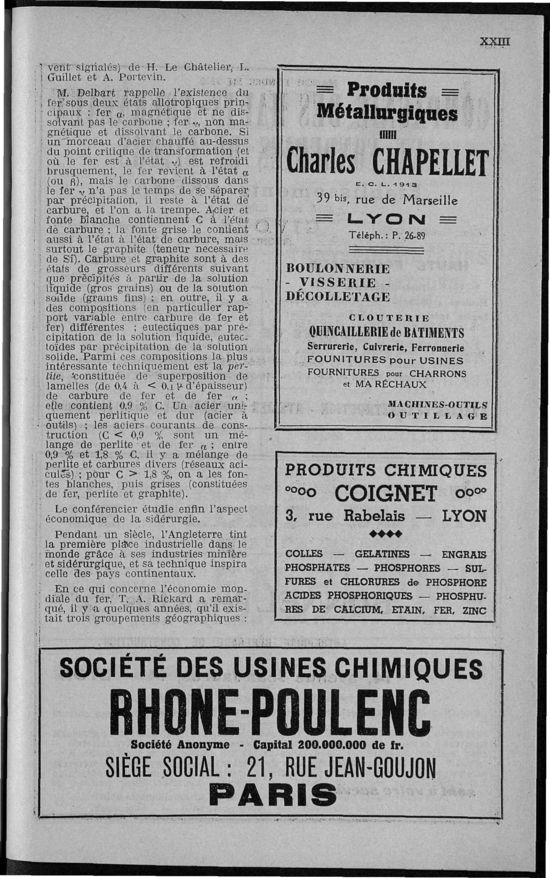 XXIII
vent signalés) de H. Le Châtelier, L.
Guillet et A. Portevin.
M. Delbart rappelle l'existence du
fer sous deux états allotropiques prin-
cipaux : fer α, magnétique et ne dis-
solvant pas le carbone ; fer γ, non ma-
gnétique et dissolvant le carbone. Si
un morceau d'acier chauffé au-dessus
du point critique de transformation (et
où le fer est à l'état γ) est refroidi
brusquement, le fer revient à l'état α
(ou β), mais le carbone dissous dans
le fer γ n'a pas le temps de se séparer
par précipitation, il reste à l'état de
carbure, et l'on a la trempe. Acier et
fonte blanche contiennent C à l'état
de carbure ; la fonte grise le contient
aussi à l'état à l'état de carbure, mais
surtout le graphite (teneur necessaire
de Si). Carbure et graphite sont à des
états de grosseurs différents suivant
que précipités à partir de la solution
liquide (gros grains) ou de la solution
solide (grains fins) ; en outre, il y a
des compositions (en particulier rap-
port variable entre carbure de fer et
fer) différentes : eutectiques par pré-
cipitation de la solution liquide, eutec-
toïdes par précipitation de la solution
solide. Parmi ces compositions la plus
intéressante techniquement est la per-
lite, constituée de superposition de
lamelles (de 0,4 à < 0,1 μ d'épaisseur)
de carbure de fer et de fer α ;
elle contient 0,9 % C. Un acier uni-
quement perlitique et dur (acier à
outils) ; les aciers courants de cons-
truction (C < 0,9 % sont un mé-
lange de perlite et de fer α ; entre
0,9 % et 1,8 % C, il y a mélange de
perlite et carbures divers (réseaux aci-
culés) ; pour C > 1,8 %, on a les fon-
tes blanches, puis grises (constituées
de fer, perlite et graphite).
Le conférencier étudie enfin l'aspect
économique de la sidérurgie.
Pendant un siècle, l'Angleterre tint
la première place industrielle dans le
monde grâce à ses industries minière
et sidérurgique, et sa technique inspira
celle des pays continentaux.
En ce qui concerne l'économie mon-
diale du fer, T. A. Rickard a remar-
qué, il y a quelques années, qu'il exis-
tait trois groupements géographiques :
Produits
Métallurgiques
Charles CHAPELLET
E. C. L. 1913
39 bis, rue de Marseille
LYON
Téléph. : P. 26-89
BOULONNERIE
- VISSERIE -
DÉCOLLETAGE
CLOUTERIE
QUINCAILLERIE de BATIMENTS
Serrurerie, Cuivrerie, Ferronnerie
FOUNITURES pour USINES
FOURNITURES pour CHARRONS
et MARÉCHAUX
MACHINES-OUTILS
OUTILLAGE
PRODUITS CHIMIQUES
COIGNET
3, rue Rabelais — LYON
COLLES — GELATINES — ENGRAIS
PHOSPHATES — PHOSPHORES — SUL-
FURES et CHLORURES de PHOSPHORE
ACIDES PHOSPHORIQUES — PHOSPHU-
RES DE CALCIUM, ETAIN, FER, ZINC
SOCIÉTÉ DES USINES CHIMIQUES
RHONE-POULENC
Société Anonyme - Capital 200.000.000 de fr.
SIÈGE SOCIAL : 21, RUE JEAN-GOUJON
PARIS